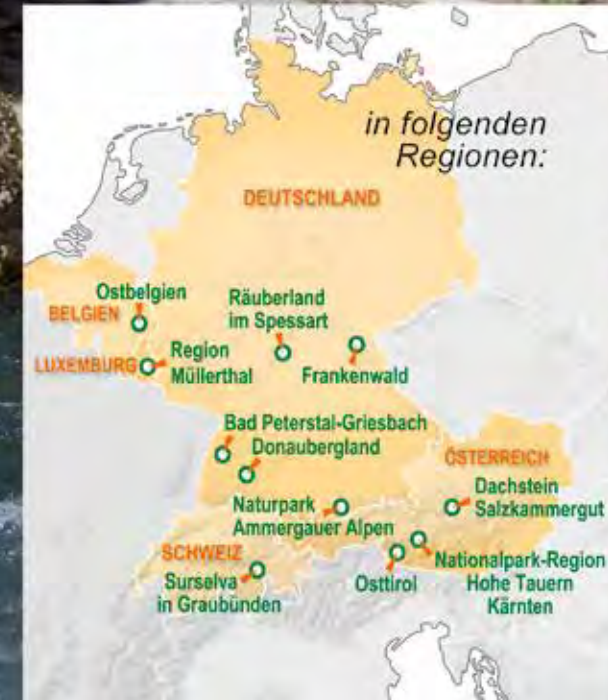 in folgenden
Regionen:
DEUTSCHLAND
Ostbelgien
BELGIEN
Räuberland
im Spessart
LUXEMBURG
Region
Müllerthal
Frankenwald
Bad Peterstal-Griesbach
Donaubergland
ÖSTERREICH
Dachstein
Salzkammergut
Naturpark
Ammergauer Alpen
SCHWEIZ
Surselva
in Graubünden
Osttirol
Nationalpark-Region
Hohe Tauern
Kärnten